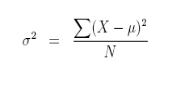 σ² = ∑(X − μ)² / N